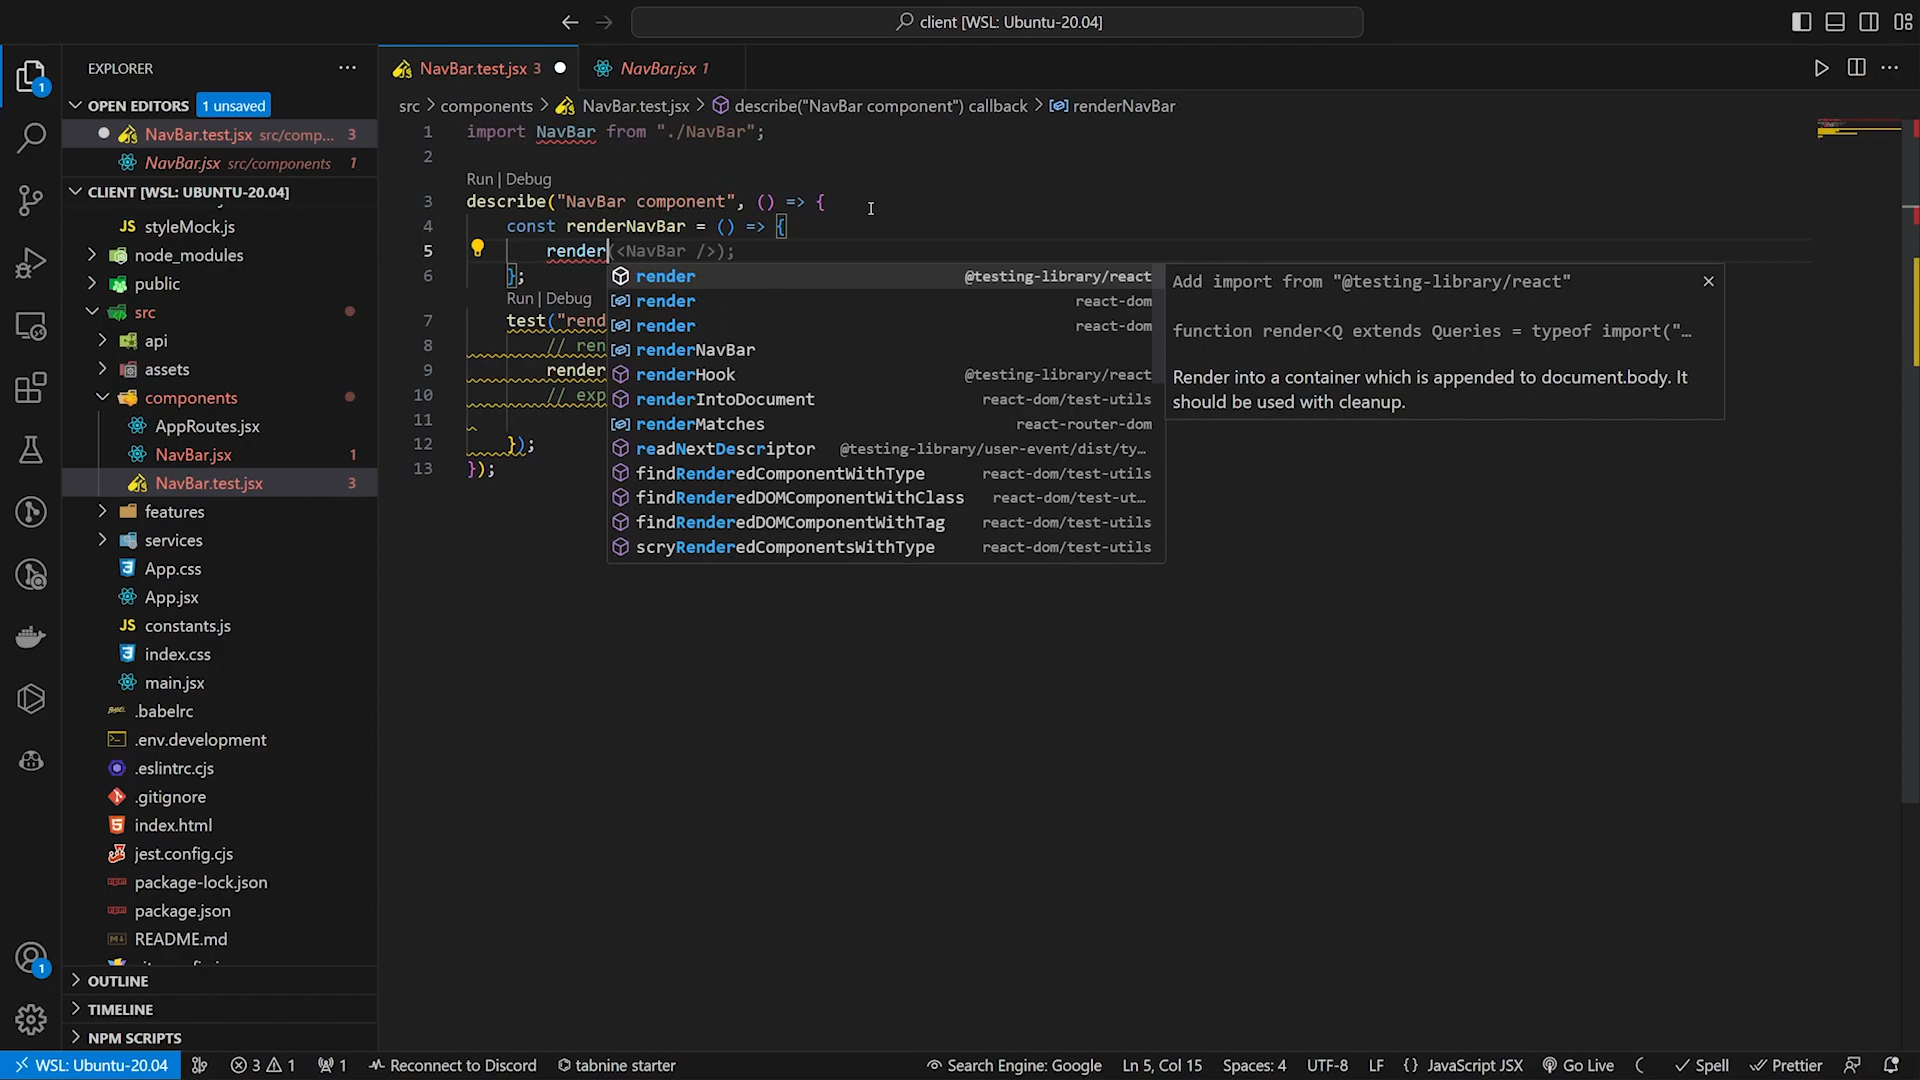 client [WSL: Ubuntu-20.04]
EXPLORER
OPEN EDITORS 1 unsaved
NavBar.test.jsx src/comp... 3
NavBar.jsx src/components 1
CLIENT [WSL: UBUNTU-20.04]
JS styleMock.js
node_modules
public
src
api
assets
components
AppRoutes.jsx
NavBar.jsx 1
NavBar.test.jsx 3
features
services
App.css
App.jsx
JS constants.js
index.css
main.jsx
.babelrc
.env.development
.eslintrc.cjs
.gitignore
index.html
jest.config.cjs
package-lock.json
package.json
README.md
OUTLINE
TIMELINE
NPM SCRIPTS
1
1
NavBar.test.jsx 3
NavBar.jsx 1
src > components > NavBar.test.jsx > describe("NavBar component") callback > renderNavBar
1 import NavBar from "./NavBar";
2
Run | Debug
3 describe("NavBar component", () => {
4 const renderNavBar = () => {
5 render(<NavBar />);
6 };
Run | Debug
7 test("rend
8 // ren
9 render
10 // exp
11
12 });
13 });
render @testing-library/react
render react-dom
render react-dom
renderNavBar
renderHook @testing-library/react
renderIntoDocument react-dom/test-utils
renderMatches react-router-dom
readNextDescriptor @testing-library/user-event/dist/ty...
findRenderedComponentWithType react-dom/test-utils
findRenderedDOMComponentWithClass react-dom/test-ut...
findRenderedDOMComponentWithTag react-dom/test-utils
scryRenderedComponentsWithType react-dom/test-utils
Add import from "@testing-library/react"
function render<Q extends Queries = typeof import("…
Render into a container which is appended to document.body. It
should be used with cleanup.
WSL: Ubuntu-20.04 3 1 1 Reconnect to Discord tabnine starter Search Engine: Google Ln 5, Col 15 Spaces: 4 UTF-8 LF {} JavaScript JSX Go Live Spell Prettier